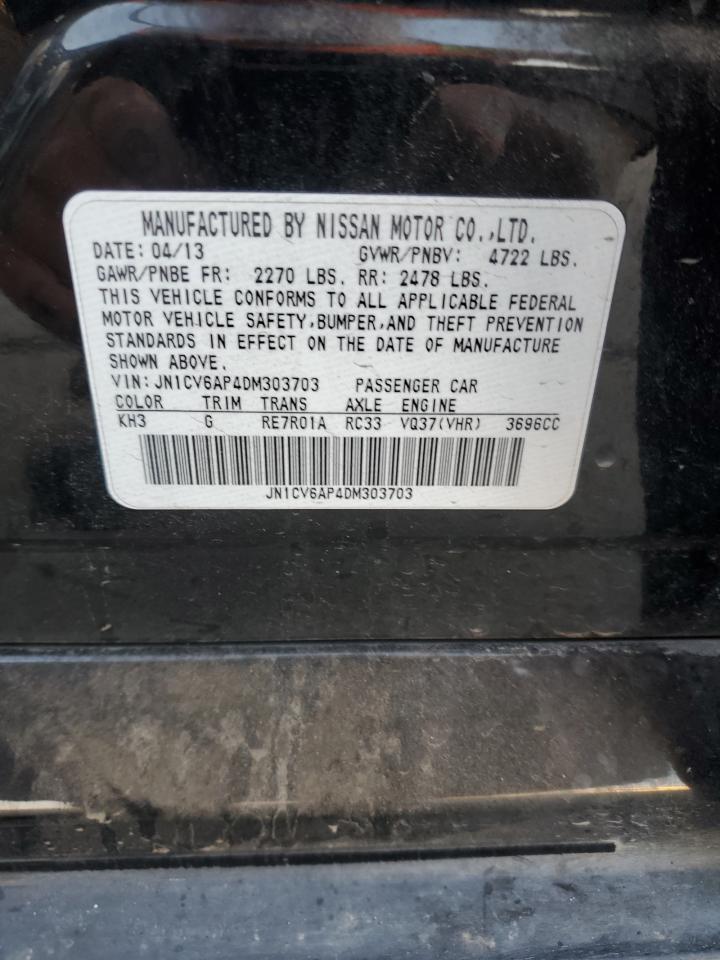 MANUFACTURED BY NISSAN MOTOR CO.,LTD.
DATE: 04/13 GVWR/PNBV: 4722 LBS.
GAWR/PNBE FR: 2270 LBS. RR: 2478 LBS.
THIS VEHICLE CONFORMS TO ALL APPLICABLE FEDERAL
MOTOR VEHICLE SAFETY,BUMPER,AND THEFT PREVENTION
STANDARDS IN EFFECT ON THE DATE OF MANUFACTURE
SHOWN ABOVE.
VIN:JN1CV6AP4DM303703 PASSENGER CAR
COLOR TRIM TRANS AXLE ENGINE
KH3 G RE7R01A RC33 VQ37(VHR) 3696CC
JN1CV6AP4DM303703